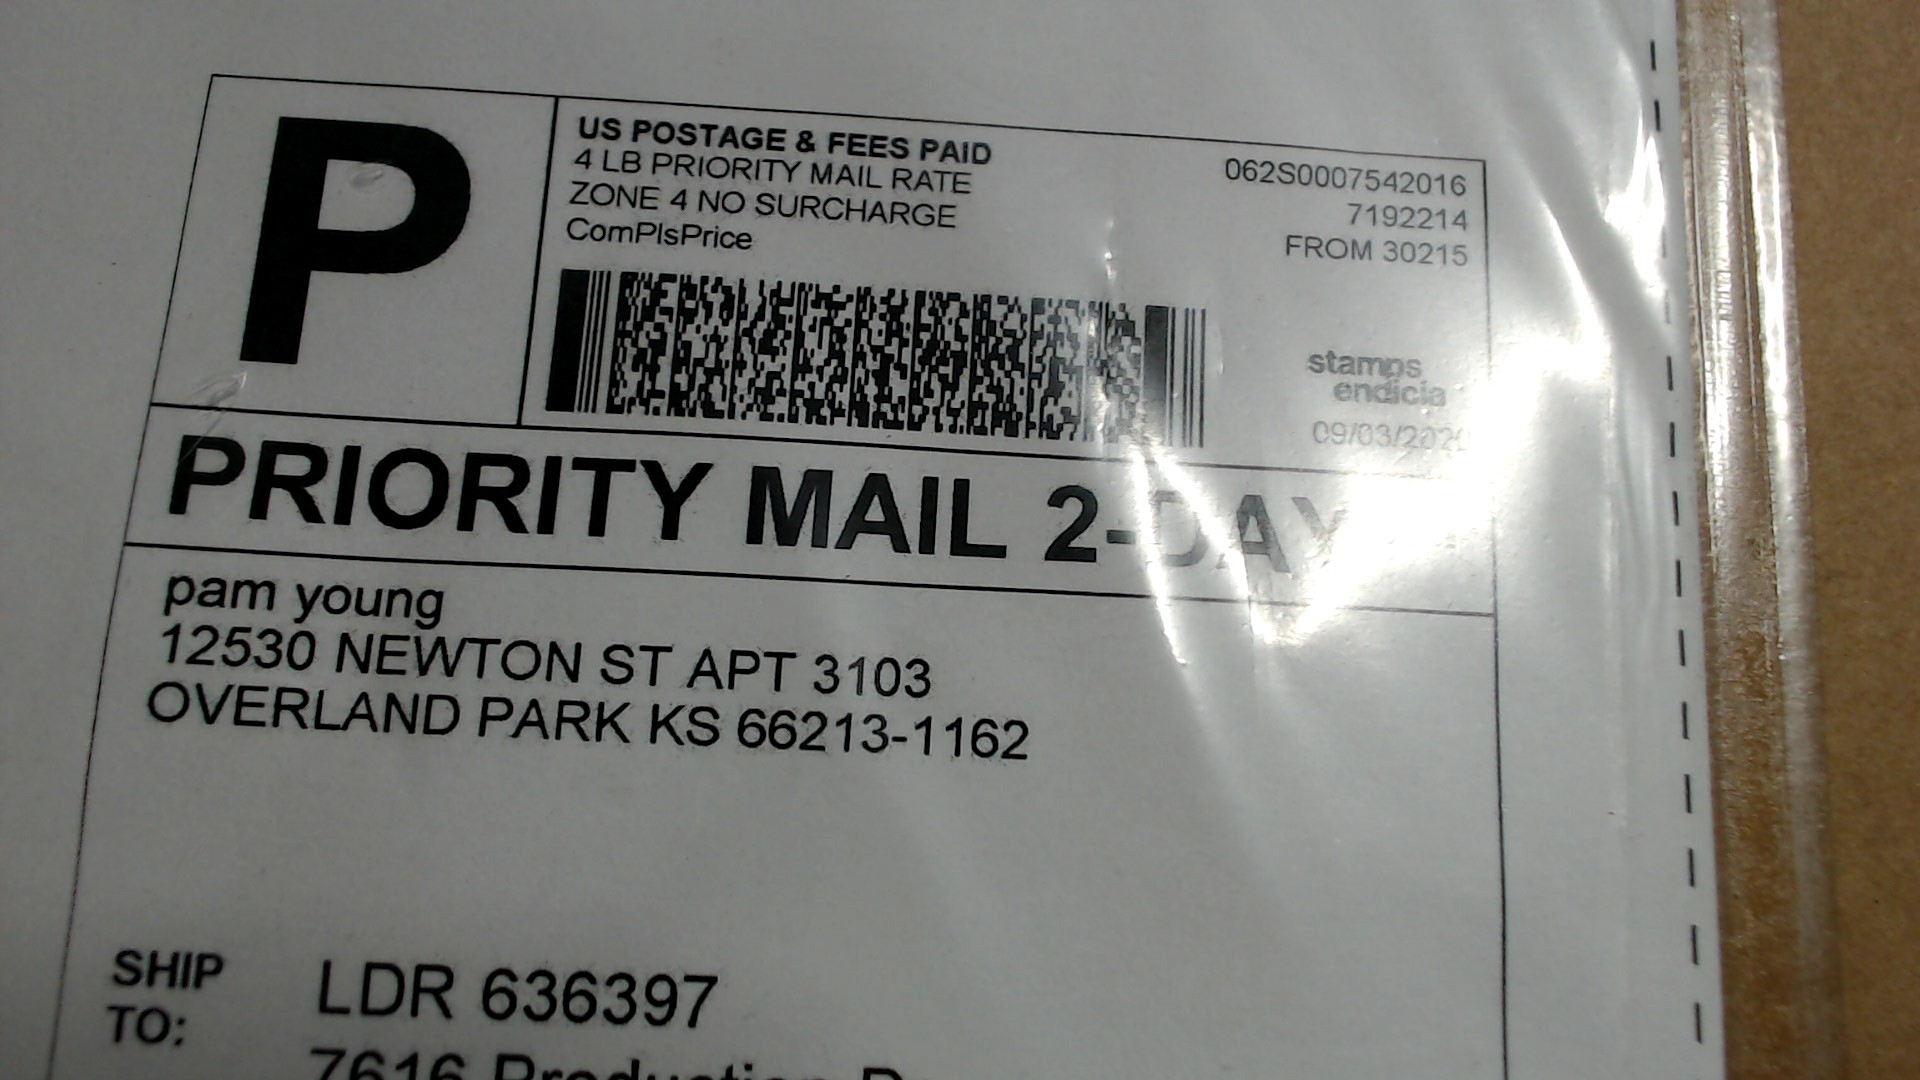 P
US POSTAGE & FEES PAID
4 LB PRIORITY MAIL RATE
ZONE 4 NO SURCHARGE
ComPlsPrice
062S0007542016
7192214
FROM 30215
stamps
endicia
PRIORITY MAIL 2-DAY
pam young
12530 NEWTON ST APT 3103
OVERLAND PARK KS 66213-1162
SHIP
TO:
LDR 636397
7616 Production